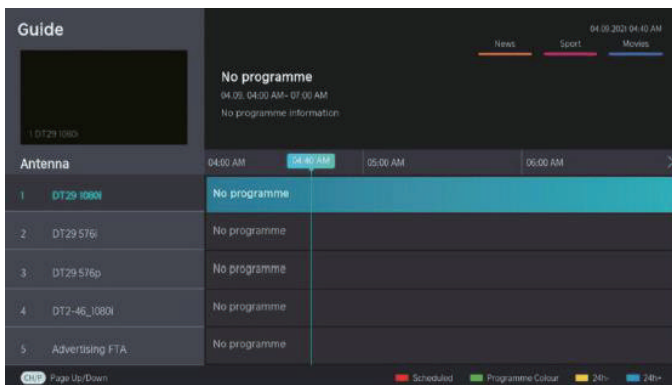 Guide
04.09.2021 04:40 AM
News Sport Movies
No programme
04.09. 04:00 AM– 07:00 AM
No programme information
1 DT29 1080i
Antenna 04:00 AM 04:40 AM 05:00 AM 06:00 AM
1 DT29 1080i No programme
2 DT29 576i No programme
3 DT29 576p No programme
4 DT2-46_1080i No programme
5 Advertising FTA No programme
CH/P Page Up/Down Scheduled Programme Colour 24h- 24h+